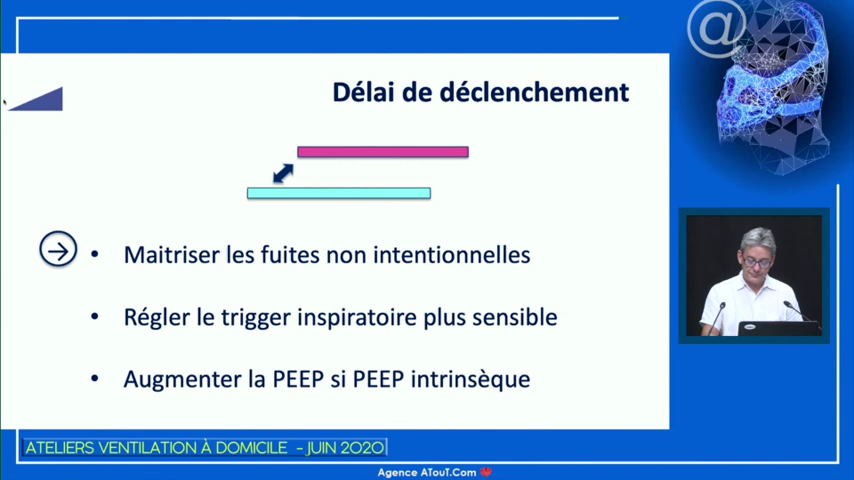 @
Délai de déclenchement
• Maitriser les fuites non intentionnelles
• Régler le trigger inspiratoire plus sensible
• Augmenter la PEEP si PEEP intrinsèque
ATELIERS VENTILATION À DOMICILE - JUIN 2020
Agence ATouT.Com